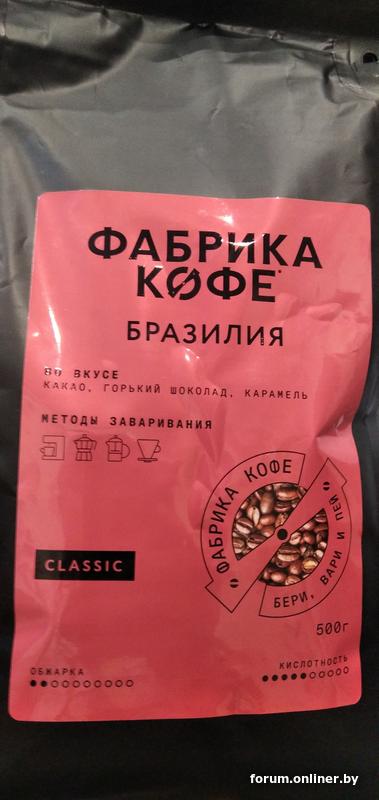 ФАБРИКА
КОФЕ
БРАЗИЛИЯ
ВО ВКУСЕ
КАКАО, ГОРЬКИЙ ШОКОЛАД, КАРАМЕЛЬ
МЕТОДЫ ЗАВАРИВАНИЯ
ФАБРИКА КОФЕ
БЕРИ, ВАРИ И ПЕЙ
CLASSIC
500г
ОБЖАРКА
КИСЛОТНОСТЬ
forum.onliner.by